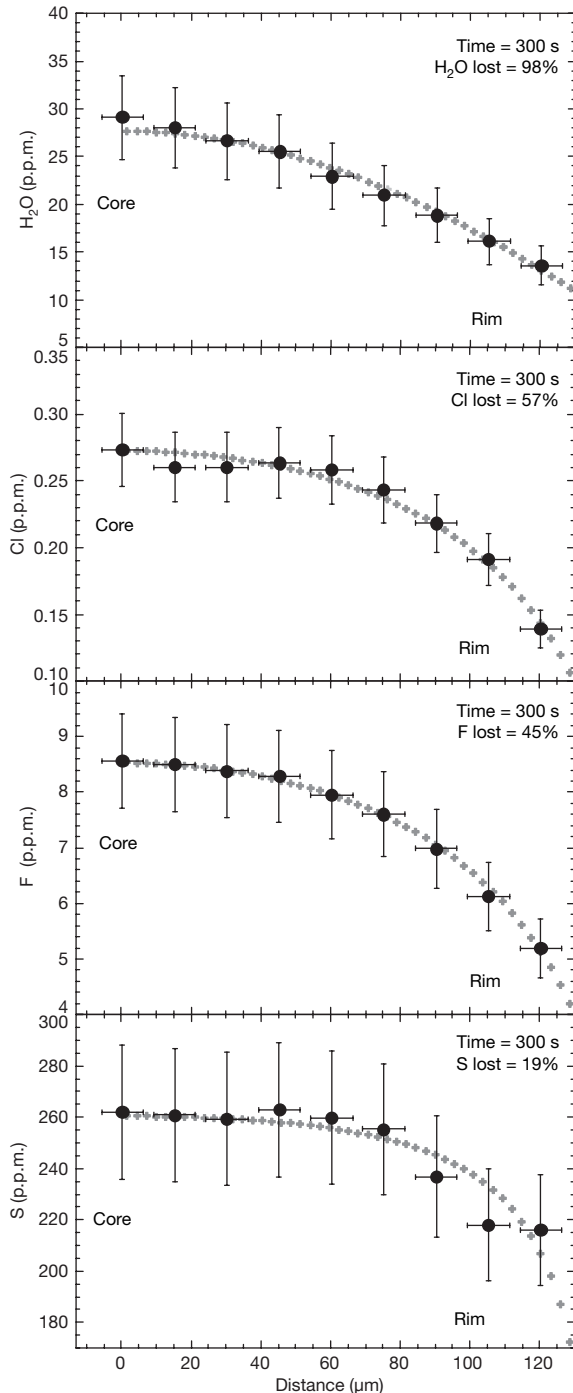 Time = 300 s
H₂O lost = 98%
40
35
30
25
20
15
10
5
H₂O (p.p.m.)
Core
Rim
Time = 300 s
Cl lost = 57%
0.35
0.30
0.25
0.20
0.15
0.10
Cl (p.p.m.)
Core
Rim
Time = 300 s
F lost = 45%
10
9
8
7
6
5
4
F (p.p.m.)
Core
Rim
Time = 300 s
S lost = 19%
300
280
260
240
220
200
180
S (p.p.m.)
Core
Rim
0 20 40 60 80 100 120
Distance (µm)